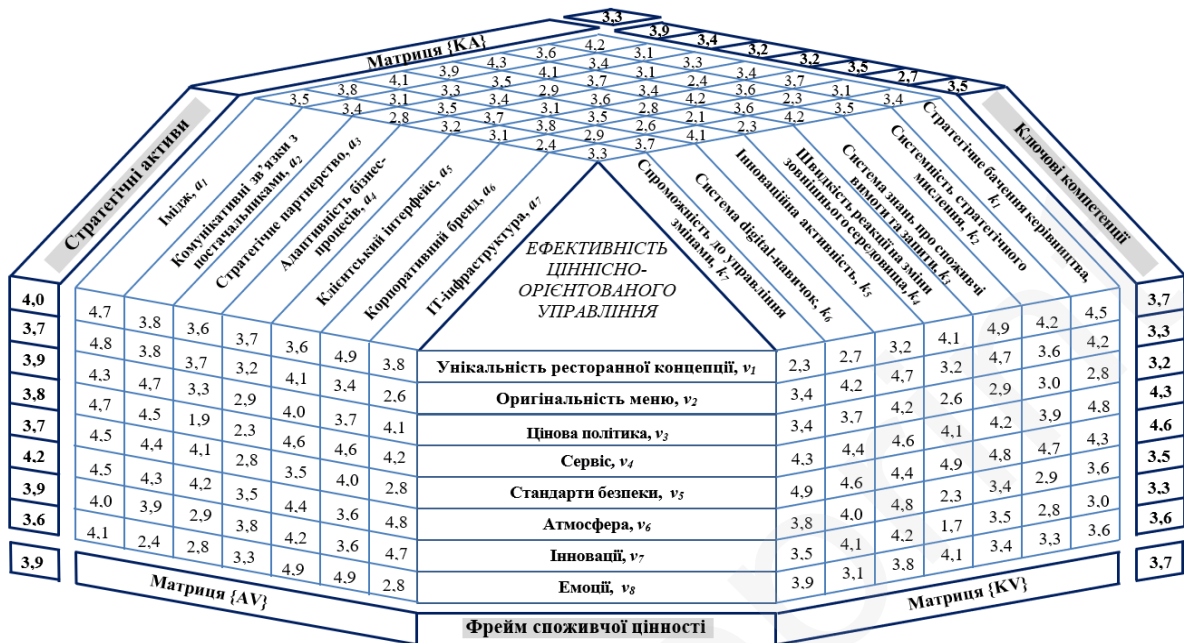 3,3
3,9 3,4 3,2 3,2 3,5 2,7 3,5
Матриця {KA}
4.2
3.6 3.1
4.3 3.4 3.3
3.9 4.1 3.1 3.4
4.1 3.5 3.7 2.4 3.7
3.8 3.3 2.9 3.4 3.6 3.1
3.5 3.1 3.4 3.6 4.2 2.3 3.4
3.4 3.5 3.1 2.8 3.6 3.5
2.8 3.7 3.5 2.1 4.2
3.2 3.8 2.6 2.3
3.1 2.9 4.1
2.4 3.7
3.3
Стратегічні активи
Імідж, a₁
Комунікативні зв’язки з
постачальниками, a₂
Стратегічне партнерство, a₃
Адаптивність бізнес-
процесів, a₄
Клієнтський інтерфейс, a₅
Корпоративний бренд, a₆
ІТ-інфраструктура, a₇
ЕФЕКТИВНІСТЬ
ЦІННІСНО-
ОРІЄНТОВАНОГО
УПРАВЛІННЯ
Спроможність до управління
змінами, k₇
Система digital-навичок, k₆
Інноваційна активність, k₅
Швидкість реакції на зміни
зовнішнього середовища, k₄
Система знань про споживчі
вимоги та запити, k₃
Системність стратегічного
мислення, k₂
Стратегічне бачення керівництва,
k₁
Ключові компетенції
4,0
3,7
3,9
3,8
3,7
4,2
3,9
3,6
3,9
4.7 3,8 3,6 3,7 3,6 4,9 3,8
4.8 3,8 3,7 3,2 4,1 3,4 2,6
4,3 4,7 3,3 2,9 4,0 3,7 4,1
4,7 4,5 1,9 2,3 4,6 4,6 4,2
4,5 4,4 4,1 2,8 3,5 4,0 2,8
4,5 4,3 4,2 3,5 4,4 3,6 4,8
4,0 3,9 2,9 3,8 4,2 3,6 4,7
4,1 2,4 2,8 3,3 4,9 4,9 2,8
Матриця {AV}
Унікальність ресторанної концепції, v₁
Оригінальність меню, v₂
Цінова політика, v₃
Сервіс, v₄
Стандарти безпеки, v₅
Атмосфера, v₆
Інновації, v₇
Емоції, v₈
Фрейм споживчої цінності
2,3 2,7 3,2 4,1 4,9 4,2 4,5
3,4 4,2 4,7 3,2 4,7 3,6 4,2
3,4 3,7 4,2 2,6 2,9 3,0 2,8
4,3 4,4 4,6 4,1 4,2 3,9 4,8
4,9 4,6 4,4 4,9 4,8 4,7 4,3
3,8 4,0 4,8 2,3 3,4 2,9 3,6
3,5 4,1 4,2 1,7 3,5 2,8 3,0
3,9 3,1 3,8 4,1 3,4 3,3 3,6
Матриця {KV}
3,7
3,3
3,2
4,3
4,6
3,5
3,3
3,6
3,7